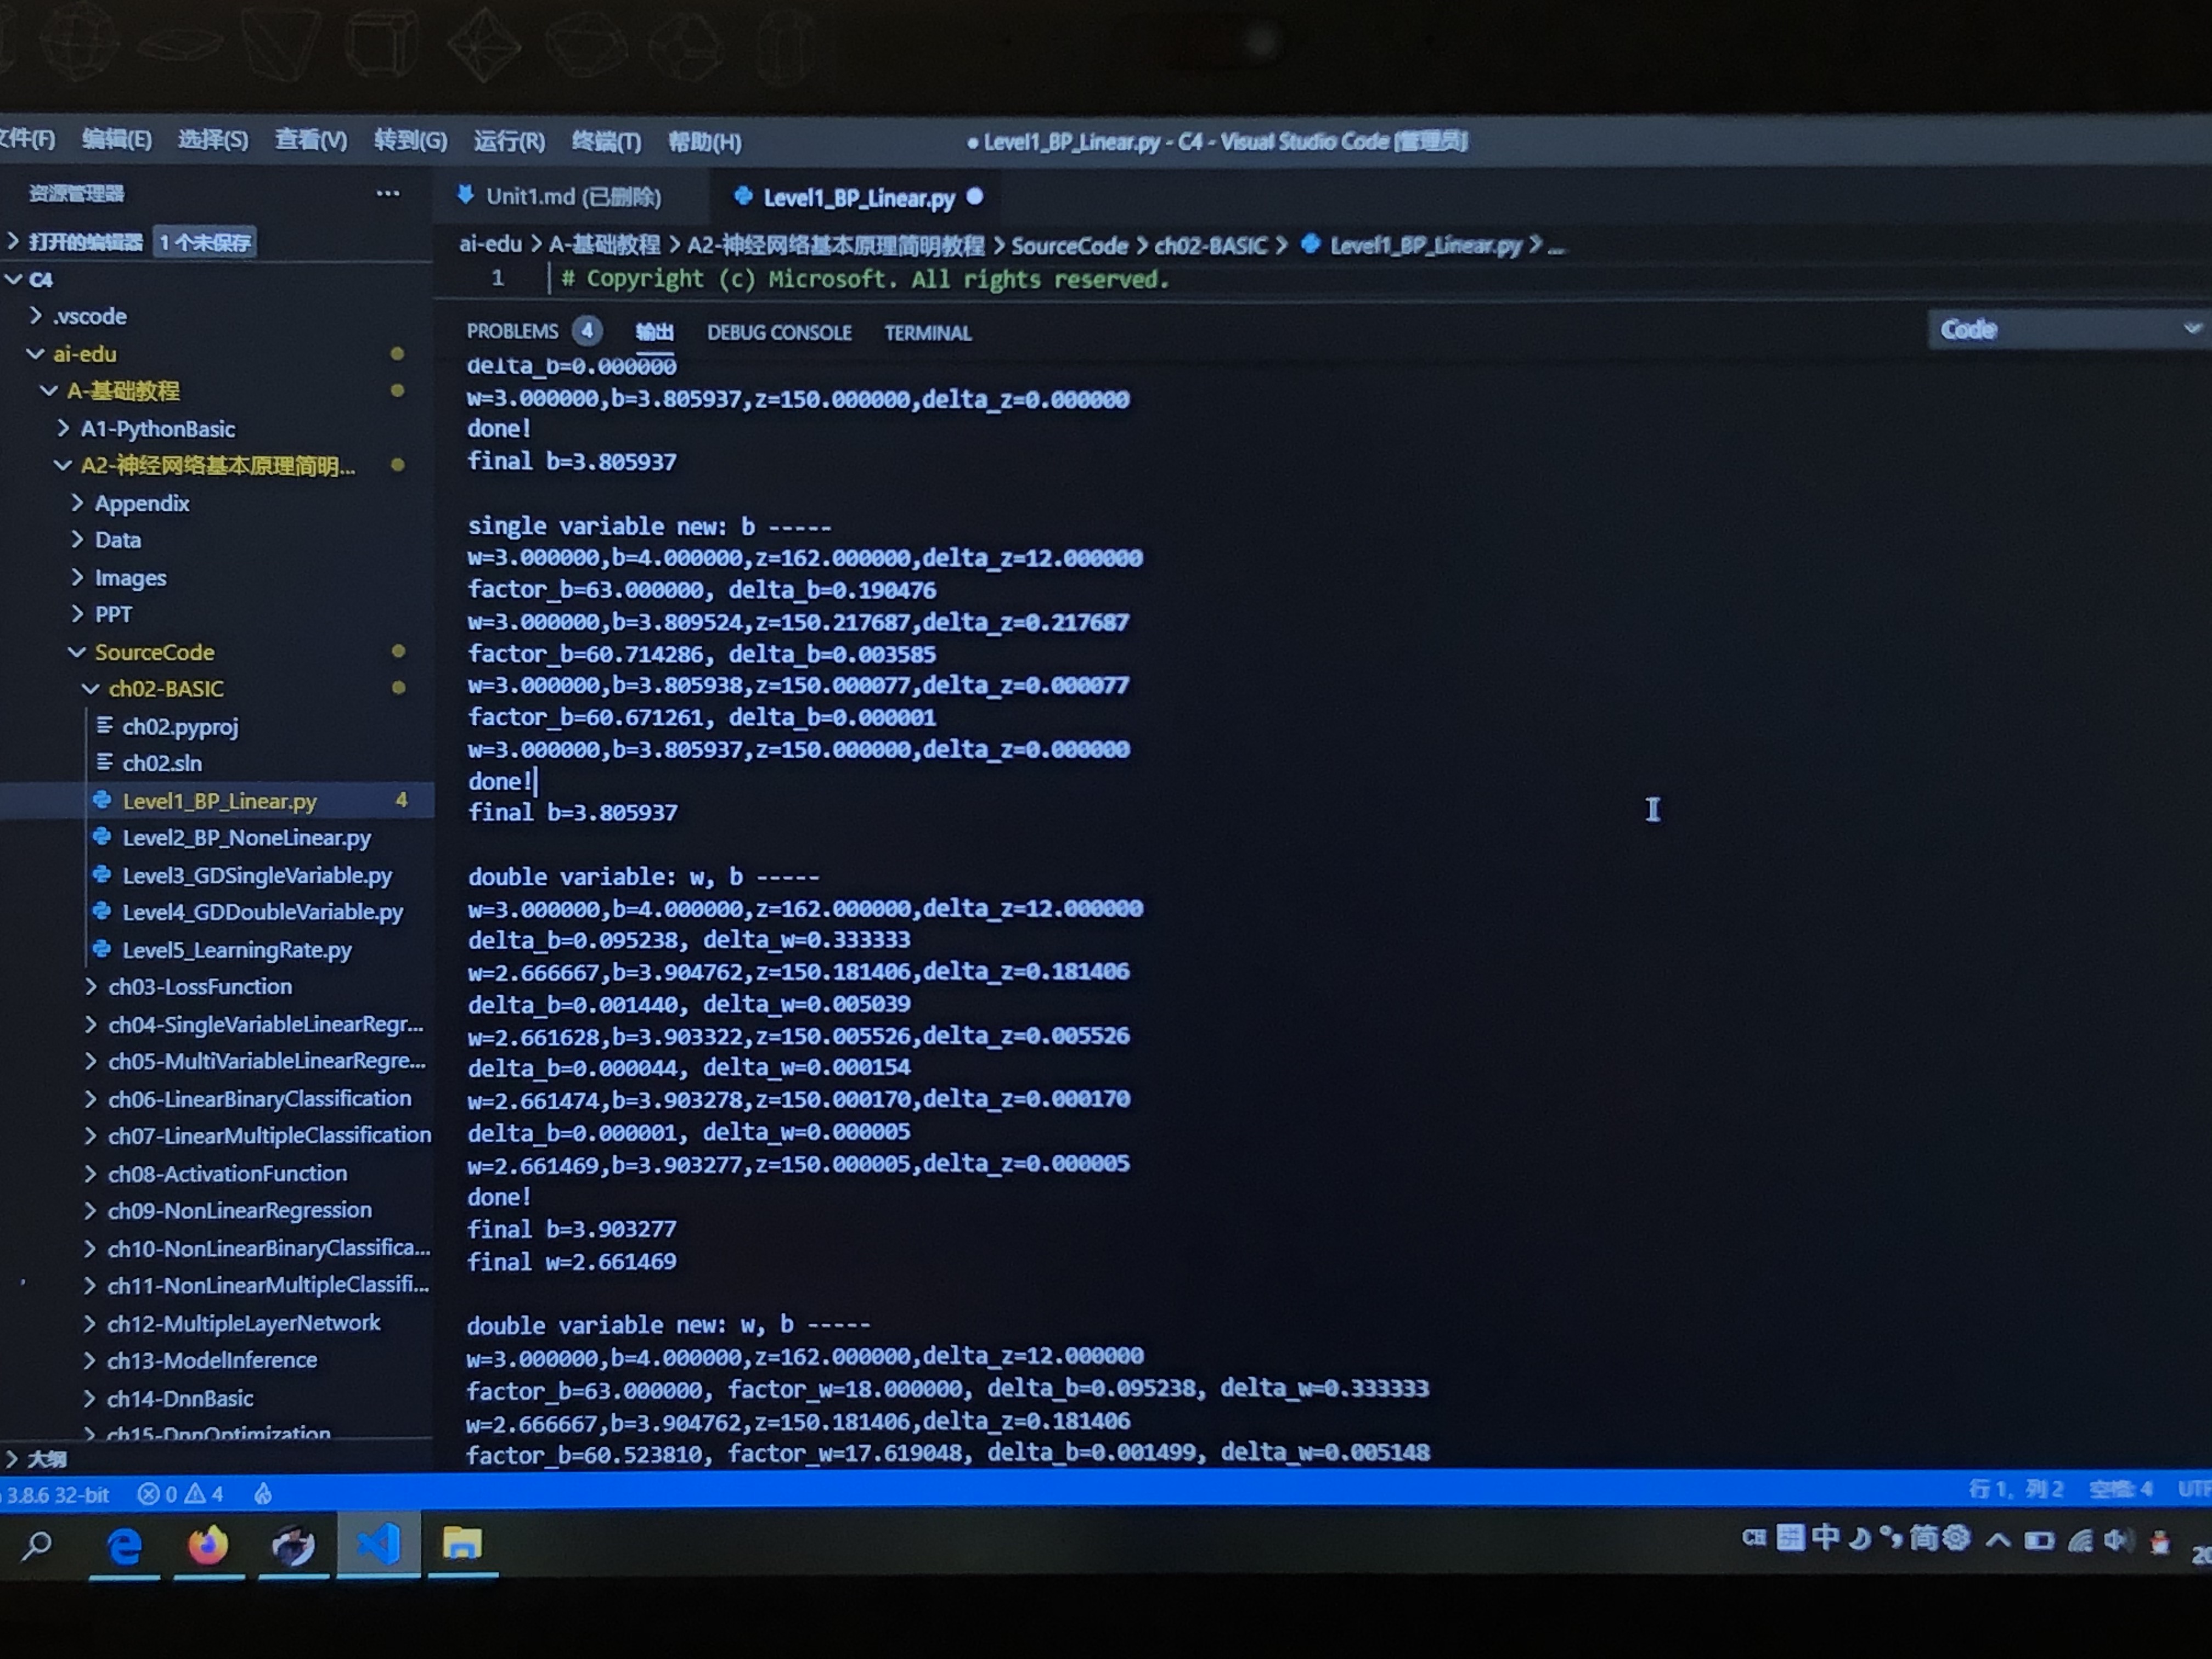 文件(F) 编辑(E) 选择(S) 查看(V) 转到(G) 运行(R) 终端(T) 帮助(H) ● Level1_BP_Linear.py - C4 - Visual Studio Code [管理员]
资源管理器 ...
打开的编辑器 1 个未保存
C4
.vscode
ai-edu
A-基础教程
A1-PythonBasic
A2-神经网络基本原理简明...
Appendix
Data
Images
PPT
SourceCode
ch02-BASIC
ch02.pyproj
ch02.sln
Level1_BP_Linear.py 4
Level2_BP_NoneLinear.py
Level3_GDSingleVariable.py
Level4_GDDoubleVariable.py
Level5_LearningRate.py
ch03-LossFunction
ch04-SingleVariableLinearRegr...
ch05-MultiVariableLinearRegre...
ch06-LinearBinaryClassification
ch07-LinearMultipleClassification
ch08-ActivationFunction
ch09-NonLinearRegression
ch10-NonLinearBinaryClassifica...
ch11-NonLinearMultipleClassifi...
ch12-MultipleLayerNetwork
ch13-ModelInference
ch14-DnnBasic
ch15-DnnOptimization
大纲
Unit1.md (已删除) Level1_BP_Linear.py ●
ai-edu > A-基础教程 > A2-神经网络基本原理简明教程 > SourceCode > ch02-BASIC > Level1_BP_Linear.py > ...
1 # Copyright (c) Microsoft. All rights reserved.
PROBLEMS 4 输出 DEBUG CONSOLE TERMINAL Code
delta_b=0.000000
w=3.000000,b=3.805937,z=150.000000,delta_z=0.000000
done!
final b=3.805937
single variable new: b -----
w=3.000000,b=4.000000,z=162.000000,delta_z=12.000000
factor_b=63.000000, delta_b=0.190476
w=3.000000,b=3.809524,z=150.217687,delta_z=0.217687
factor_b=60.714286, delta_b=0.003585
w=3.000000,b=3.805938,z=150.000077,delta_z=0.000077
factor_b=60.671261, delta_b=0.000001
w=3.000000,b=3.805937,z=150.000000,delta_z=0.000000
done!
final b=3.805937
double variable: w, b -----
w=3.000000,b=4.000000,z=162.000000,delta_z=12.000000
delta_b=0.095238, delta_w=0.333333
w=2.666667,b=3.904762,z=150.181406,delta_z=0.181406
delta_b=0.001440, delta_w=0.005039
w=2.661628,b=3.903322,z=150.005526,delta_z=0.005526
delta_b=0.000044, delta_w=0.000154
w=2.661474,b=3.903278,z=150.000170,delta_z=0.000170
delta_b=0.000001, delta_w=0.000005
w=2.661469,b=3.903277,z=150.000005,delta_z=0.000005
done!
final b=3.903277
final w=2.661469
double variable new: w, b -----
w=3.000000,b=4.000000,z=162.000000,delta_z=12.000000
factor_b=63.000000, factor_w=18.000000, delta_b=0.095238, delta_w=0.333333
w=2.666667,b=3.904762,z=150.181406,delta_z=0.181406
factor_b=60.523810, factor_w=17.619048, delta_b=0.001499, delta_w=0.005148
3.8.6 32-bit 0 4 行 1, 列 2 空格: 4 UTF
CH 拼 中 简 20